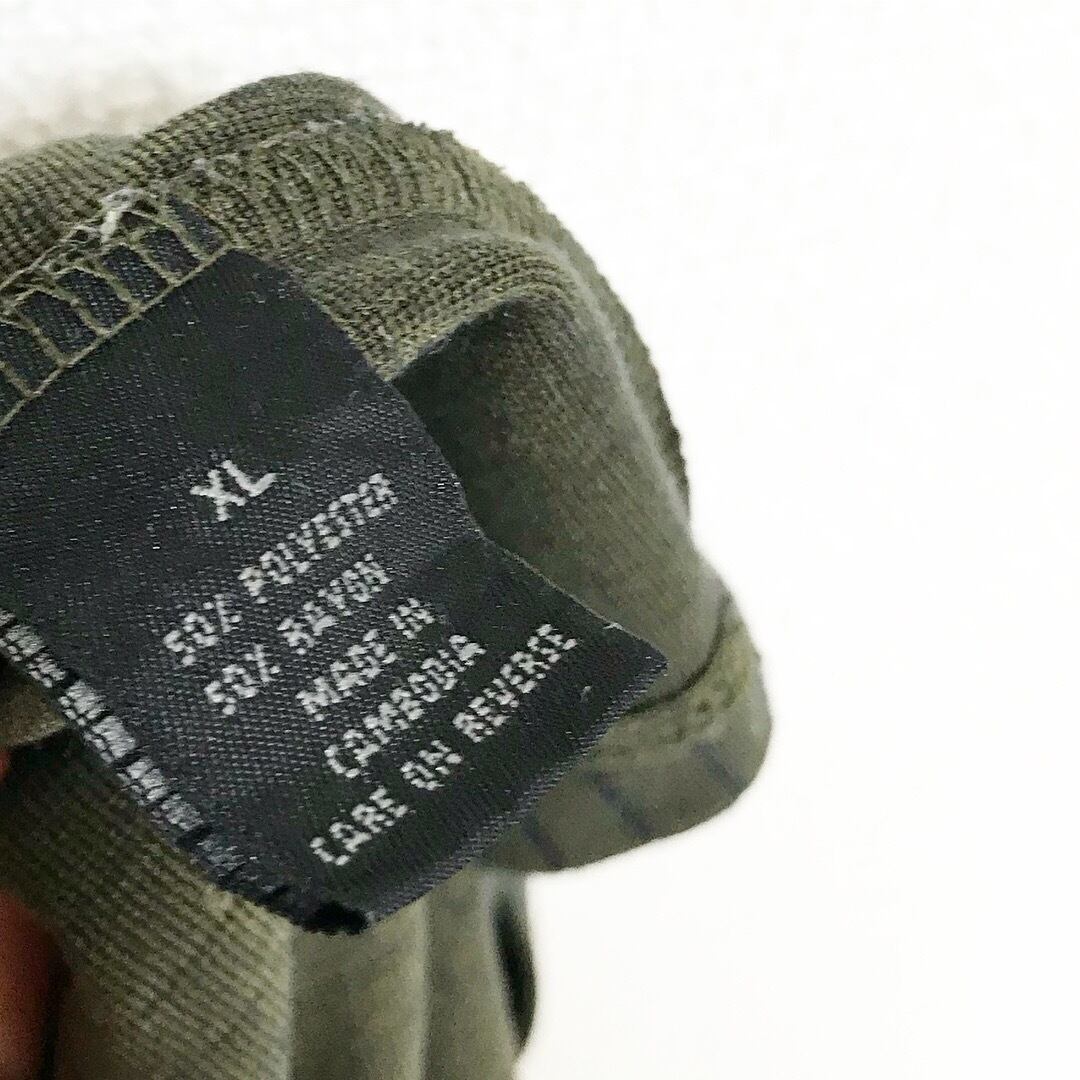 XL
50% POLYESTER
50% RAYON
MADE IN
CAMBODIA
CARE ON REVERSE